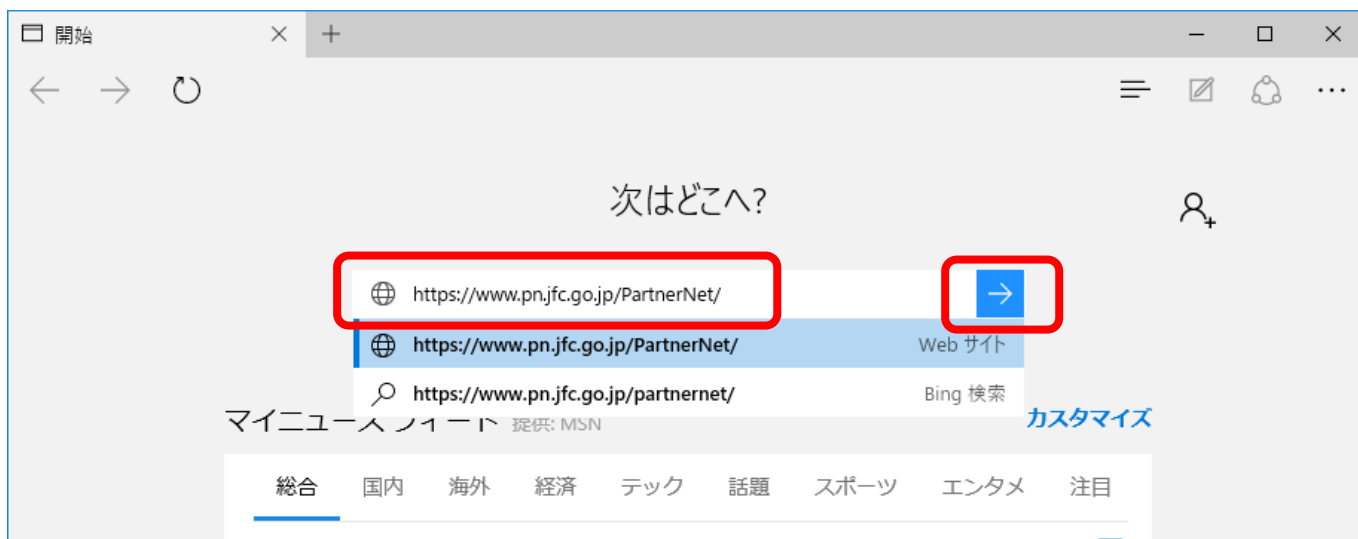 開始
次はどこへ?
https://www.pn.jfc.go.jp/PartnerNet/
https://www.pn.jfc.go.jp/PartnerNet/ Web サイト
https://www.pn.jfc.go.jp/partnernet/ Bing 検索
マイニュース フィード 提供: MSN カスタマイズ
総合 国内 海外 経済 テック 話題 スポーツ エンタメ 注目